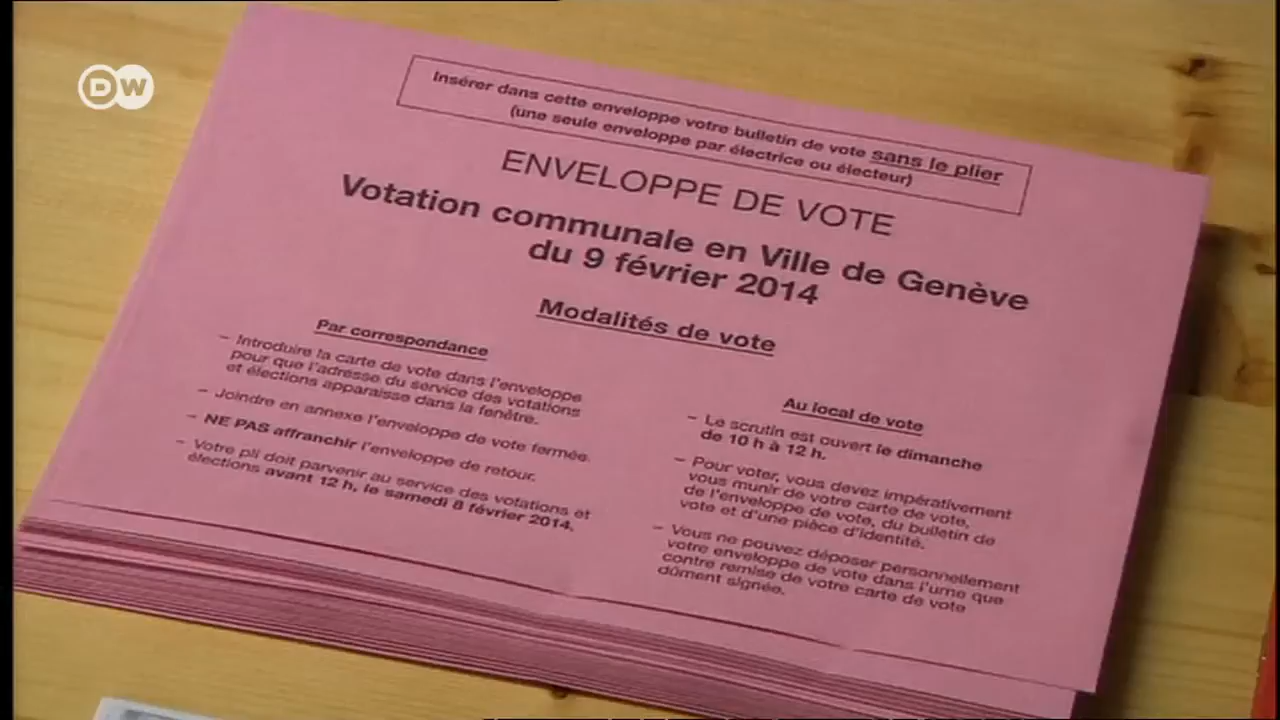 DW
Insérer dans cette enveloppe votre bulletin de vote sans le plier
(une seule enveloppe par électrice ou électeur)
ENVELOPPE DE VOTE
Votation communale en Ville de Genève
du 9 février 2014
Modalités de vote
Par correspondance
– Introduire la carte de vote dans l'enveloppe
pour que l'adresse du service des votations
et élections apparaisse dans la fenêtre.
– Joindre en annexe l'enveloppe de vote fermée.
– NE PAS affranchir l'enveloppe de retour.
– Votre pli doit parvenir au service des votations et
élections avant 12 h, le samedi 8 février 2014.
Au local de vote
– Le scrutin est ouvert le dimanche
de 10 h à 12 h.
– Pour voter, vous devez impérativement
vous munir de votre carte de vote,
de l'enveloppe de vote, du bulletin de
vote et d'une pièce d'identité.
– Vous ne pouvez déposer personnellement
votre enveloppe de vote dans l'urne que
contre remise de votre carte de vote
dûment signée.